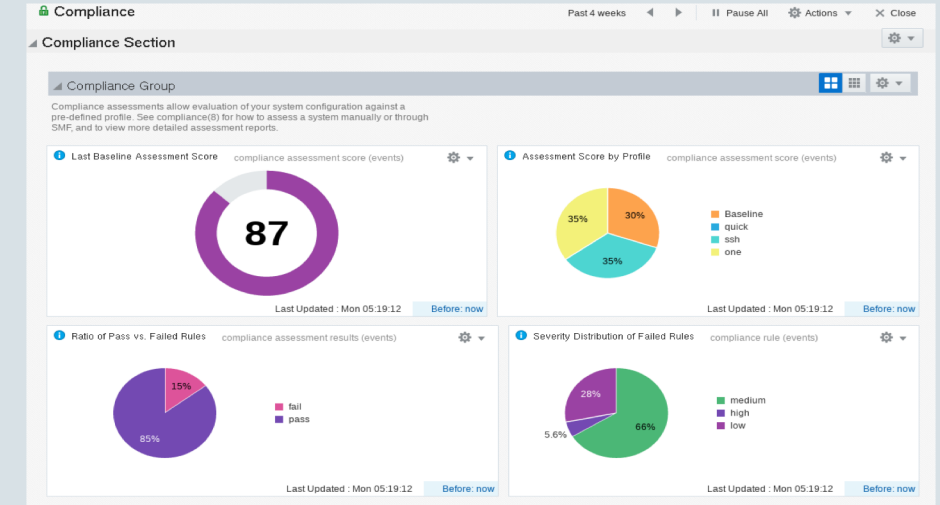 Compliance
Past 4 weeks
Pause All
Actions
Close
Compliance Section
Compliance Group
Compliance assessments allow evaluation of your system configuration against a
pre-defined profile. See compliance(8) for how to assess a system manually or through
SMF, and to view more detailed assessment reports.
Last Baseline Assessment Score
compliance assessment score (events)
87
Last Updated : Mon 05:19:12
Before: now
Assessment Score by Profile
compliance assessment score (events)
35%
30%
35%
Baseline
quick
ssh
one
Last Updated : Mon 05:19:12
Before: now
Ratio of Pass vs. Failed Rules
compliance assessment results (events)
15%
85%
fail
pass
Last Updated : Mon 05:19:12
Before: now
Severity Distribution of Failed Rules
compliance rule (events)
28%
5.6%
66%
medium
high
low
Last Updated : Mon 05:19:12
Before: now